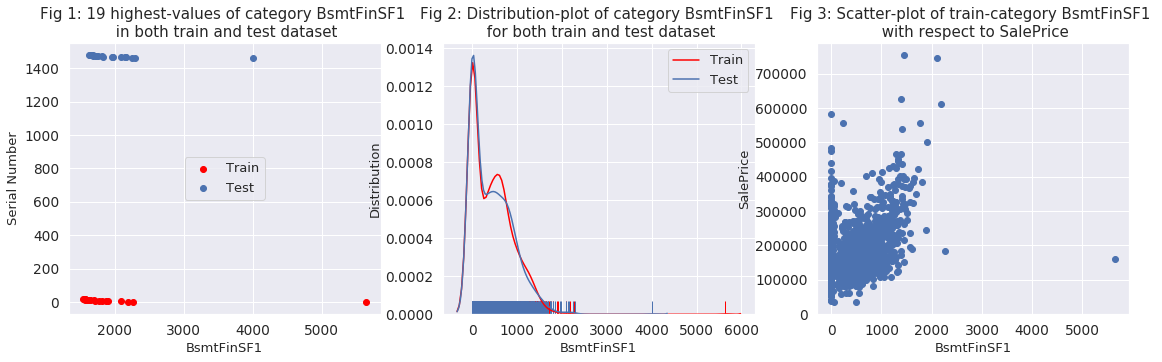 Fig 1: 19 highest-values of category BsmtFinSF1
in both train and test dataset
Serial Number
1400
1200
1000
800
600
400
200
0
Train
Test
2000
3000
4000
5000
BsmtFinSF1
Fig 2: Distribution-plot of category BsmtFinSF1
for both train and test dataset
Distribution
0.0014
0.0012
0.0010
0.0008
0.0006
0.0004
0.0002
0.0000
Train
Test
0
1000
2000
3000
4000
5000
6000
BsmtFinSF1
Fig 3: Scatter-plot of train-category BsmtFinSF1
with respect to SalePrice
SalePrice
700000
600000
500000
400000
300000
200000
100000
0
0
1000
2000
3000
4000
5000
BsmtFinSF1